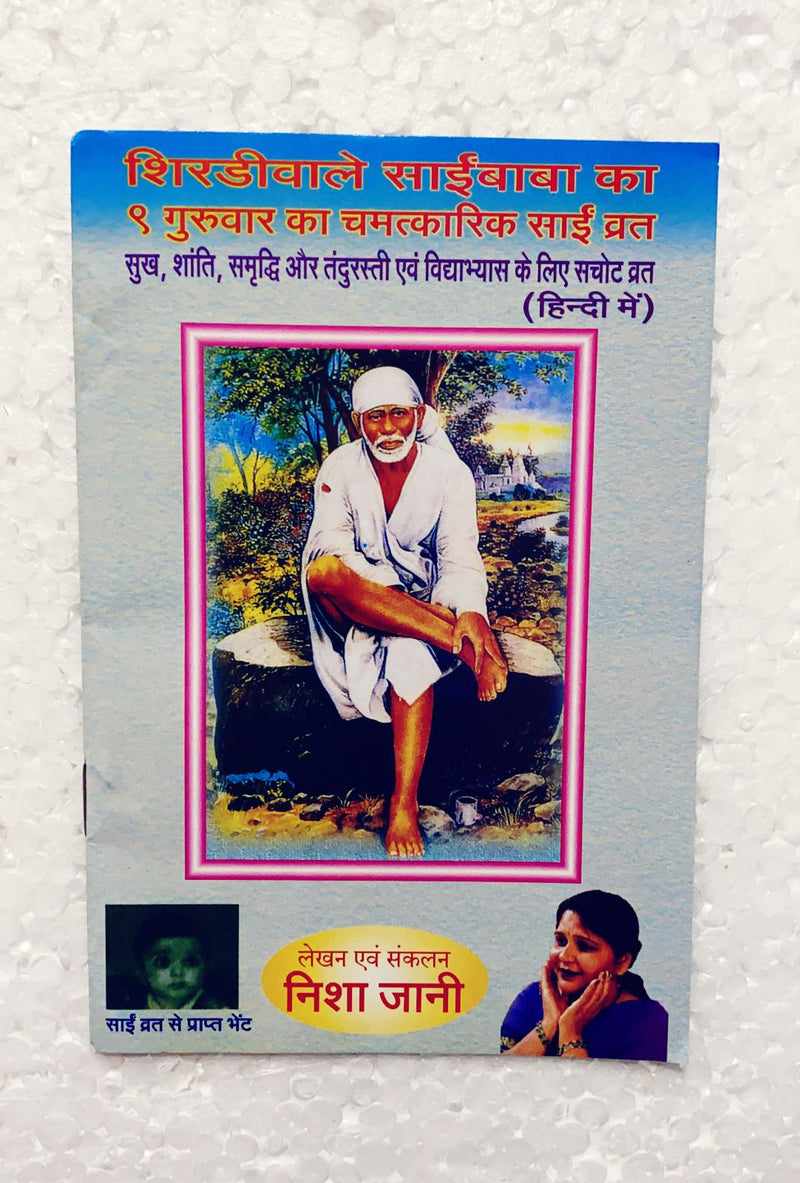 शिरडीवाले साईंबाबा का
९ गुरुवार का चमत्कारिक साईं व्रत
सुख, शांति, समृद्धि और तंदुरस्ती एवं विद्याभ्यास के लिए सचोट व्रत
(हिन्दी में)
लेखन एवं संकलन
निशा जानी
साईं व्रत से प्राप्त भेंट